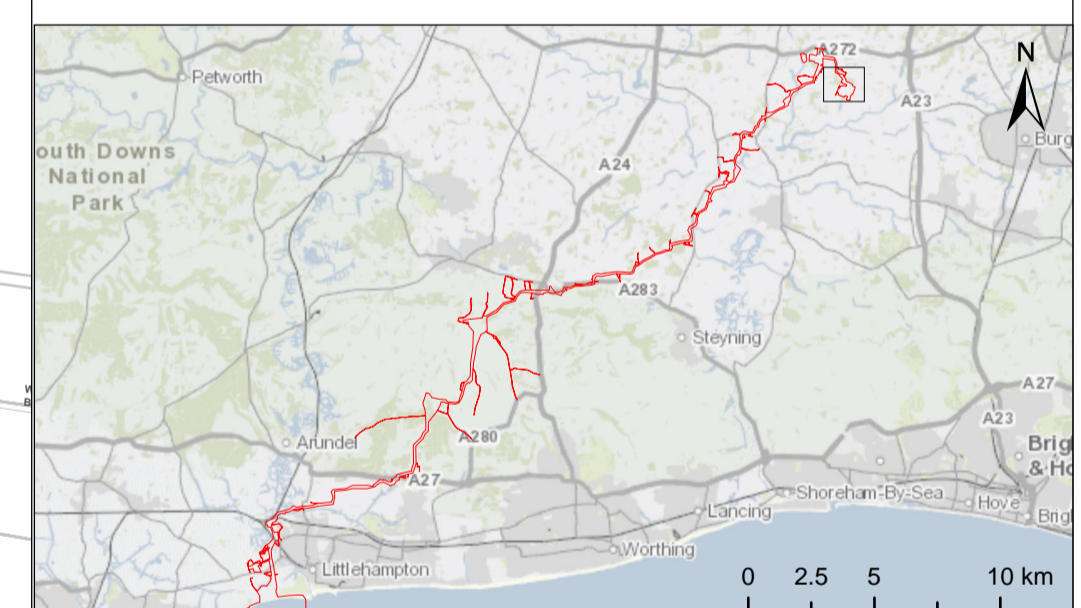 A272
N
Petworth
A23
Burg
outh Downs
National
Park
A24
A283
Steyning
A27
A23
Arundel
A280
Brig
& Ho
A27
Shoreham-By-Sea
Hove
Lancing
Brigl
Worthing
Littlehampton
0 2.5 5 10 km
W
B